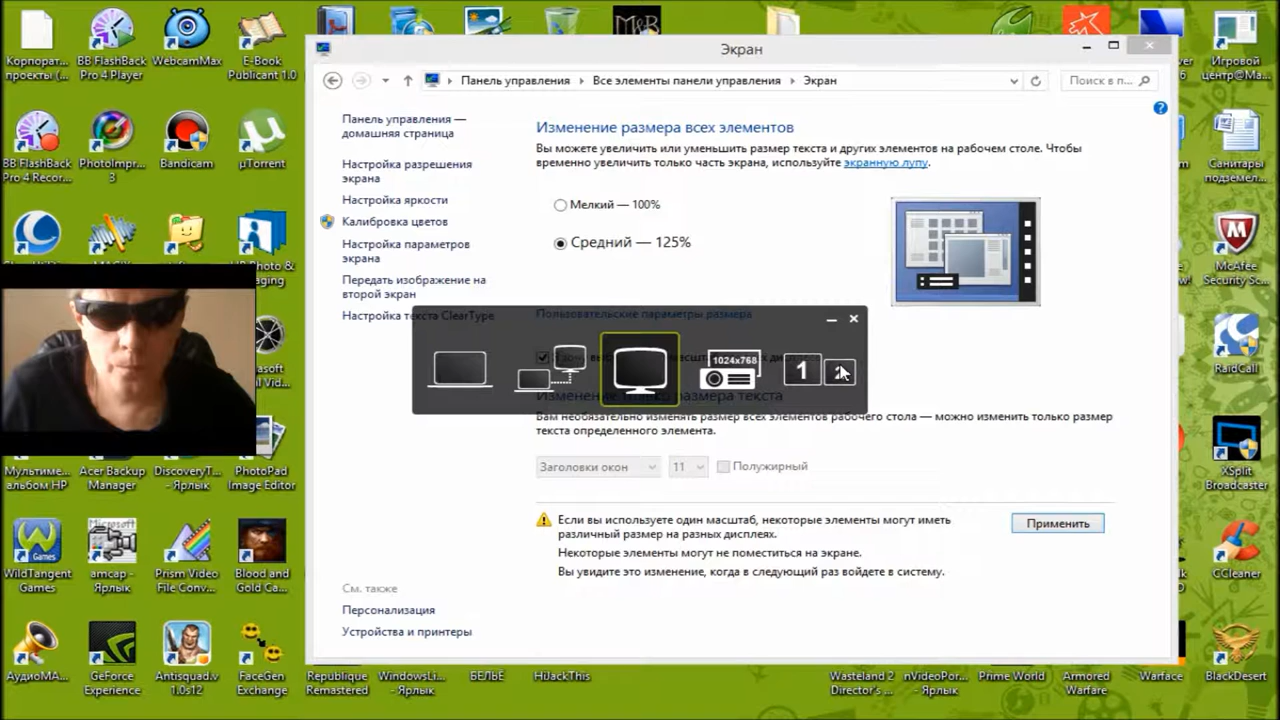 Корпорат...
проекты (...
BB FlashBack
Pro 4 Player
WebcamMax
E-Book
Publicant 1.0
M&B
Экран
Панель управления
Все элементы панели управления
Экран
Поиск в п...
Игровой
центр@Ma...
BB FlashBack
Pro 4 Recor...
PhotoImpr...
3
Bandicam
µTorrent
Санитары
подземел...
Панель управления —
домашняя страница
Настройка разрешения
экрана
Настройка яркости
Калибровка цветов
Настройка параметров
экрана
Передать изображение на
второй экран
Настройка текста ClearType
Изменение размера всех элементов
Вы можете увеличить или уменьшить размер текста и других элементов на рабочем столе. Чтобы
временно увеличить только часть экрана, используйте экранную лупу.
Мелкий — 100%
Средний — 125%
Пользовательские параметры размера
1024x768
1
Изменение только размера текста
Вам необязательно изменять размер всех элементов рабочего стола — можно изменить только размер
текста определенного элемента.
Заголовки окон
11
Полужирный
Если вы используете один масштаб, некоторые элементы могут иметь
различный размер на разных дисплеях.
Некоторые элементы могут не поместиться на экране.
Вы увидите это изменение, когда в следующий раз войдете в систему.
Применить
См. также
Персонализация
Устройства и принтеры
McAfee
Security Sc...
RaidCall
XSplit
Broadcaster
CCleaner
BlackDesert
Мультиме...
альбом HP
Acer Backup
Manager
DiscoveryT...
- Ярлык
PhotoPad
Image Editor
WildTangent
Games
amcap -
Ярлык
Prism Video
File Conv...
Blood and
Gold Ca...
АудиоМА...
GeForce
Experience
Antisquad.v
1.0s12
FaceGen
Exchange
Republique
Remastered
WindowsLi...
- Ярлык
БЕЛЬЕ
HiJackThis
Wasteland 2
Director's ...
nVideoPor...
- Ярлык
Prime World
Armored
Warfare
Warface